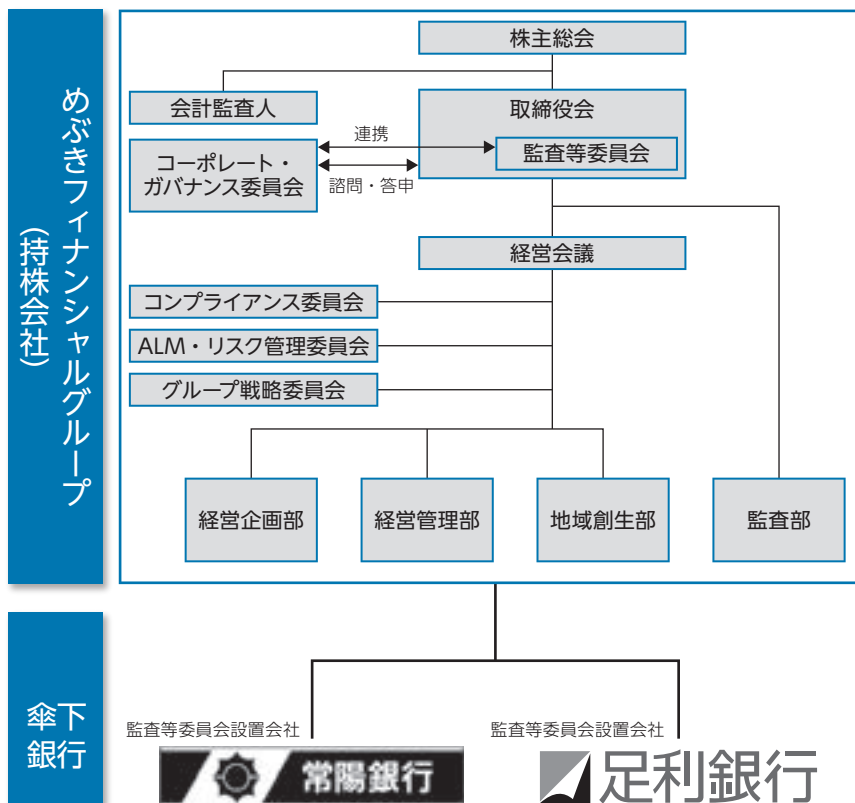 めぶきフィナンシャルグループ
(持株会社)
株主総会
会計監査人
取締役会
連携
監査等委員会
コーポレート・
ガバナンス委員会
諮問・答申
経営会議
コンプライアンス委員会
ALM・リスク管理委員会
グループ戦略委員会
経営企画部
経営管理部
地域創生部
監査部
傘下
銀行
監査等委員会設置会社
常陽銀行
監査等委員会設置会社
足利銀行